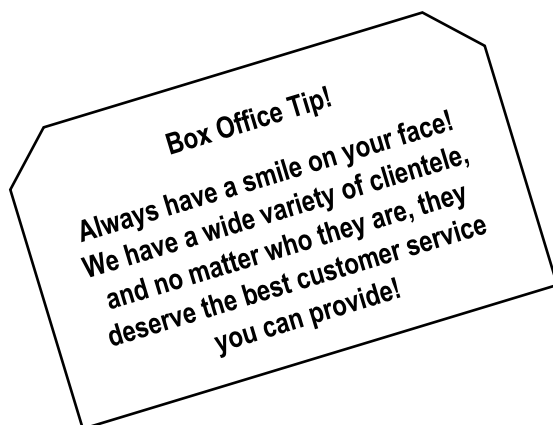 Box Office Tip!
Always have a smile on your face!
We have a wide variety of clientele,
and no matter who they are, they
deserve the best customer service
you can provide!